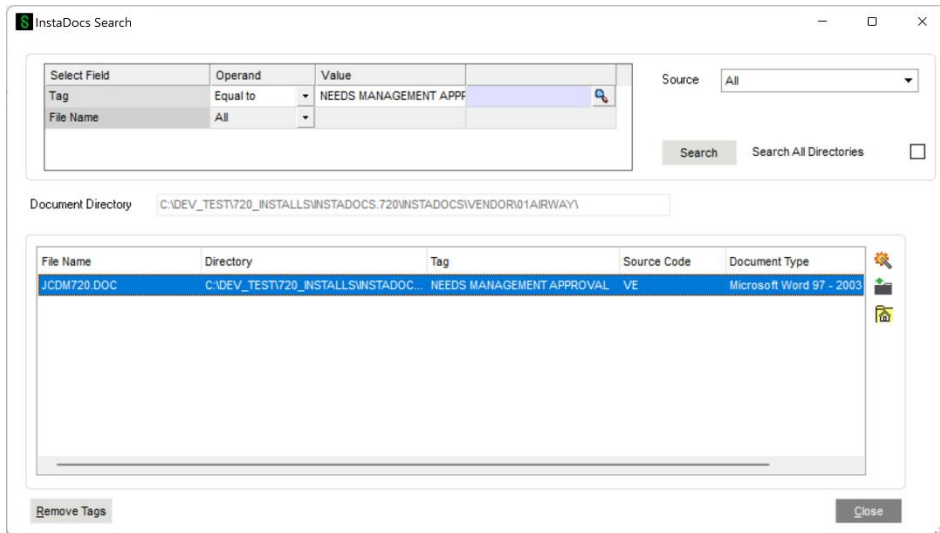 InstaDocs Search
Select Field Operand Value
Tag Equal to NEEDS MANAGEMENT APPR
File Name All
Source All
Search Search All Directories
Document Directory C:\DEV_TEST\720_INSTALLS\INSTADOCS.720\INSTADOCS\VENDOR\01AIRWAY\
File Name Directory Tag Source Code Document Type
JCDM720.DOC C:\DEV_TEST\720_INSTALLS\INSTADOC... NEEDS MANAGEMENT APPROVAL VE Microsoft Word 97 - 2003
Remove Tags Close